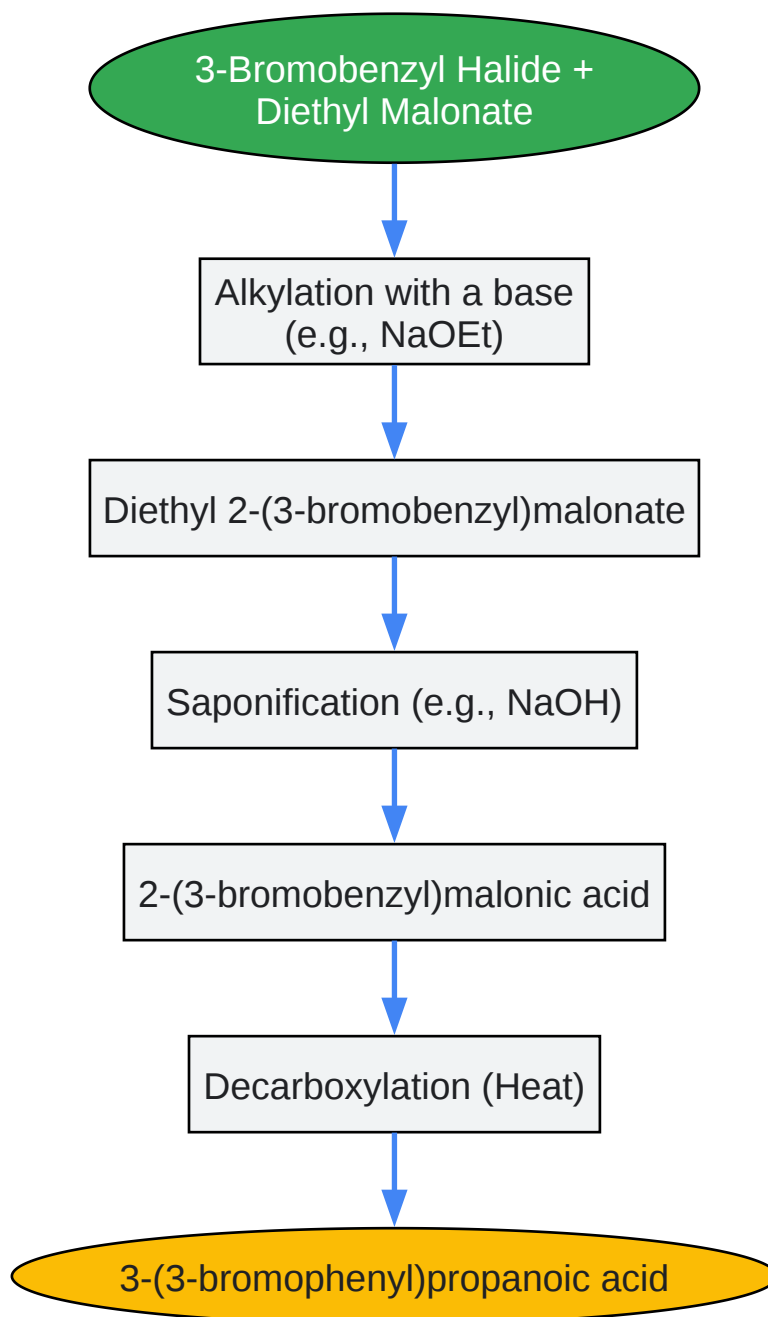 3-Bromobenzyl Halide +
Diethyl Malonate
Alkylation with a base
(e.g., NaOEt)
Diethyl 2-(3-bromobenzyl)malonate
Saponification (e.g., NaOH)
2-(3-bromobenzyl)malonic acid
Decarboxylation (Heat)
3-(3-bromophenyl)propanoic acid